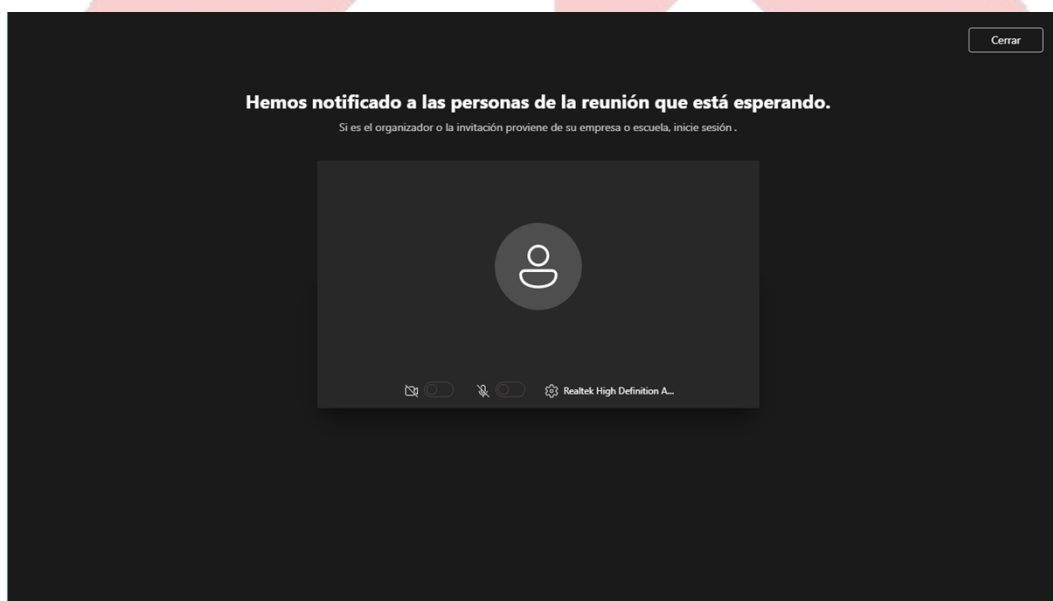 Cerrar
Hemos notificado a las personas de la reunión que está esperando.
Si es el organizador o la invitación proviene de su empresa o escuela, inicie sesión .
Realtek High Definition A...